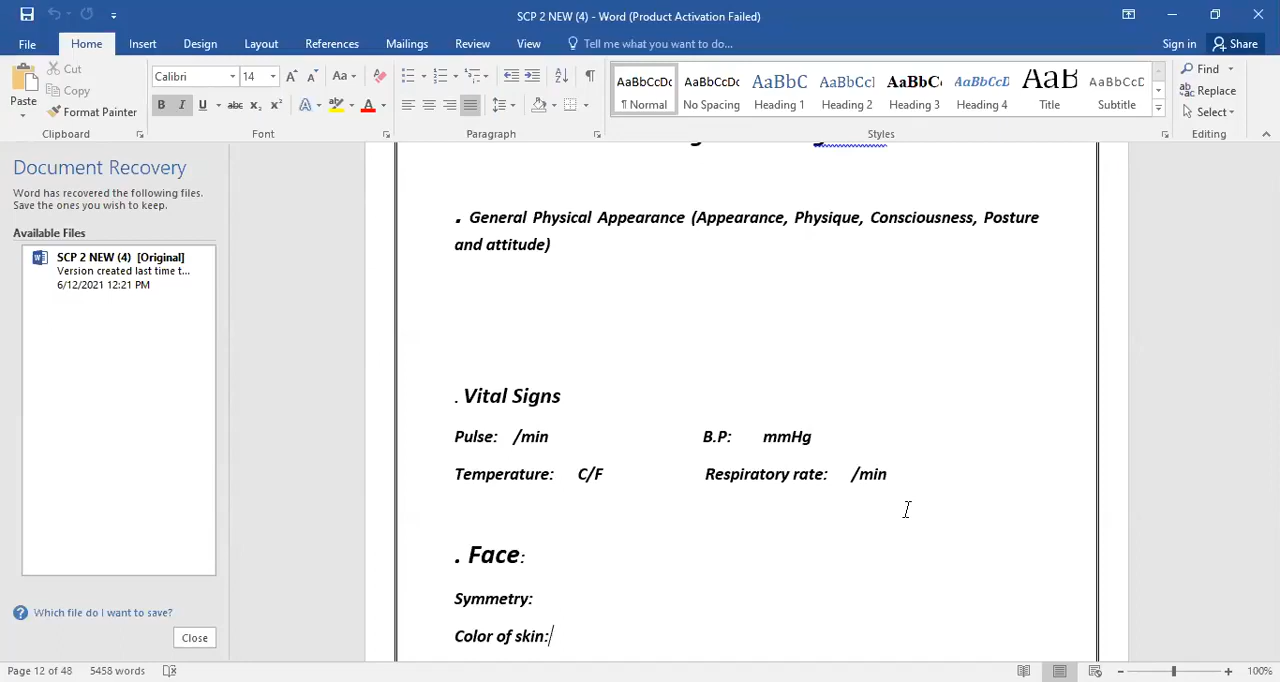 SCP 2 NEW (4) - Word (Product Activation Failed)
File Home Insert Design Layout References Mailings Review View Tell me what you want to do... Sign in Share
Cut
Copy
Format Painter
Paste
Clipboard
Calibri 14
Font
Paragraph
AaBbCcDc AaBbCcDc AaBbC AaBbCcI AaBbC AaBbCcD AaB AaBbCcD
¶ Normal No Spacing Heading 1 Heading 2 Heading 3 Heading 4 Title Subtitle
Styles
Find
Replace
Select
Editing
Document Recovery
Word has recovered the following files.
Save the ones you wish to keep.
Available Files
SCP 2 NEW (4) [Original]
Version created last time t...
6/12/2021 12:21 PM
Which file do I want to save?
Close
. General Physical Appearance (Appearance, Physique, Consciousness, Posture
and attitude)
. Vital Signs
Pulse: /min B.P: mmHg
Temperature: C/F Respiratory rate: /min
. Face:
Symmetry:
Color of skin:
Page 12 of 48 5458 words 100%